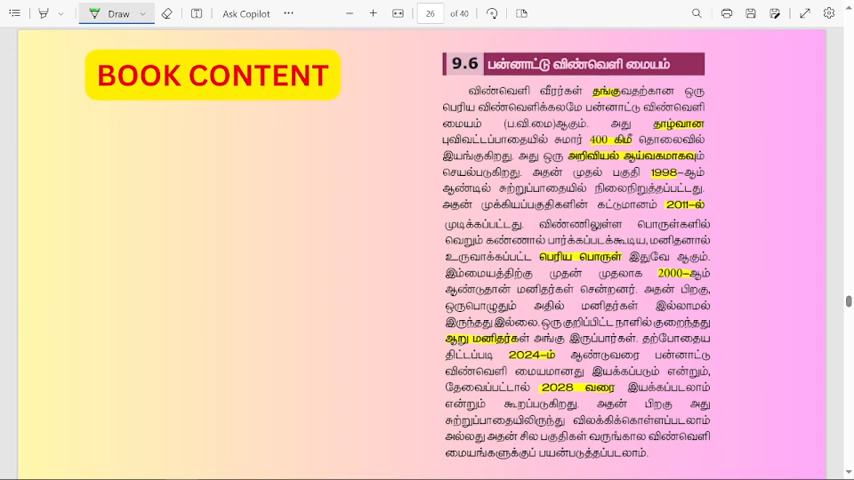 Draw
Ask Copilot
26
of 40
BOOK CONTENT
9.6 பன்னாட்டு விண்வெளி மையம்
விண்வெளி வீரர்கள் தங்குவதற்கான ஒரு
பெரிய விண்வெளிக்கலமே பன்னாட்டு விண்வெளி
மையம் (ப.வி.மை)ஆகும். அது தாழ்வான
புவிவட்டப்பாதையில் சுமார் 400 கிமீ தொலைவில்
இயங்குகிறது. அது ஒரு அறிவியல் ஆய்வகமாகவும்
செயல்படுகிறது. அதன் முதல் பகுதி 1998–ஆம்
ஆண்டில் சுற்றுப்பாதையில் நிலைநிறுத்தப்பட்டது.
அதன் முக்கியப்பகுதிகளின் கட்டுமானம் 2011–ல்
முடிக்கப்பட்டது. விண்ணிலுள்ள பொருள்களில்
வெறும் கண்ணால் பார்க்கப்படக்கூடிய, மனிதனால்
உருவாக்கப்பட்ட பெரிய பொருள் இதுவே ஆகும்.
இம்மையத்திற்கு முதன் முதலாக 2000–ஆம்
ஆண்டுதான் மனிதர்கள் சென்றனர். அதன் பிறகு,
ஒருபொழுதும் அதில் மனிதர்கள் இல்லாமல்
இருந்தது இல்லை. ஒரு குறிப்பிட்ட நாளில் குறைந்தது
ஆறு மனிதர்கள் அங்கு இருப்பார்கள். தற்போதைய
திட்டப்படி 2024–ம் ஆண்டுவரை பன்னாட்டு
விண்வெளி மையமானது இயக்கப்படும் என்றும்,
தேவைப்பட்டால் 2028 வரை இயக்கப்படலாம்
என்றும் கூறப்படுகிறது. அதன் பிறகு அது
சுற்றுப்பாதையிலிருந்து விலக்கிக்கொள்ளப்படலாம்
அல்லது அதன் சில பகுதிகள் வருங்கால விண்வெளி
மையங்களுக்குப் பயன்படுத்தப்படலாம்.